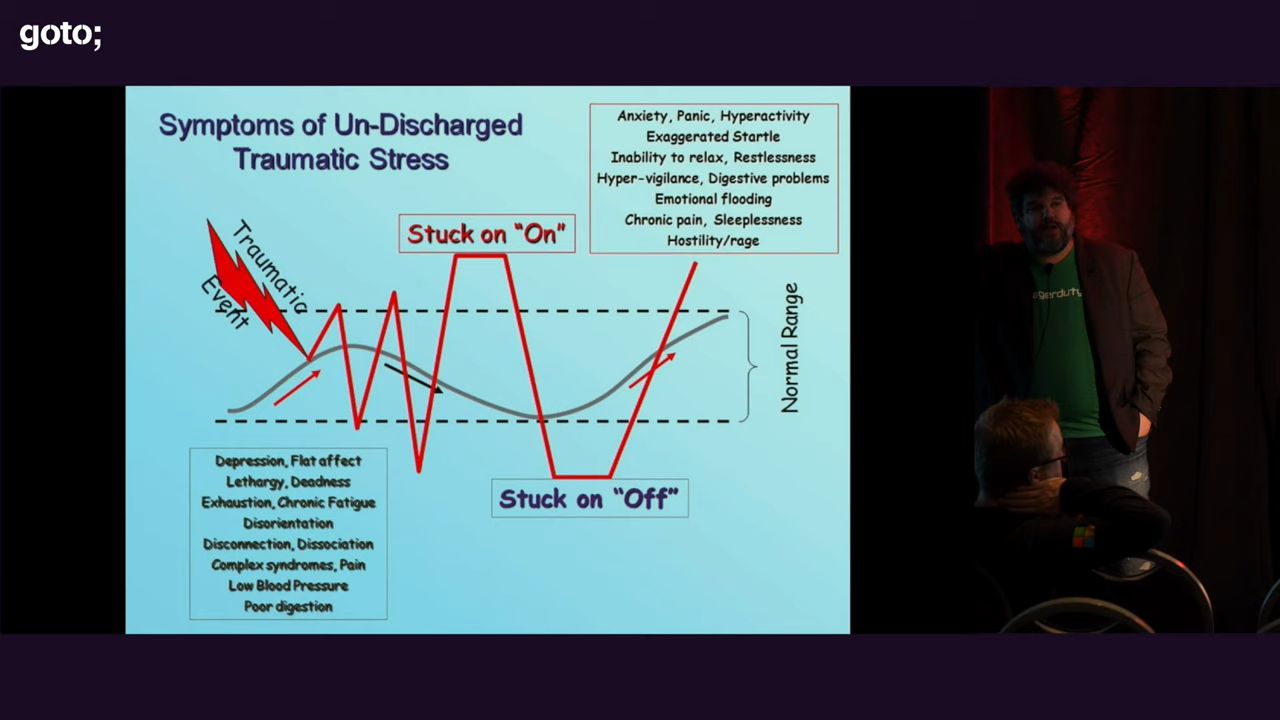 goto;
Symptoms of Un-Discharged
Traumatic Stress
Anxiety, Panic, Hyperactivity
Exaggerated Startle
Inability to relax, Restlessness
Hyper-vigilance, Digestive problems
Emotional flooding
Chronic pain, Sleeplessness
Hostility/rage
Traumatic
Event
Stuck on “On”
Normal Range
Depression, Flat affect
Lethargy, Deadness
Exhaustion, Chronic Fatigue
Disorientation
Disconnection, Dissociation
Complex syndromes, Pain
Low Blood Pressure
Poor digestion
Stuck on “Off”